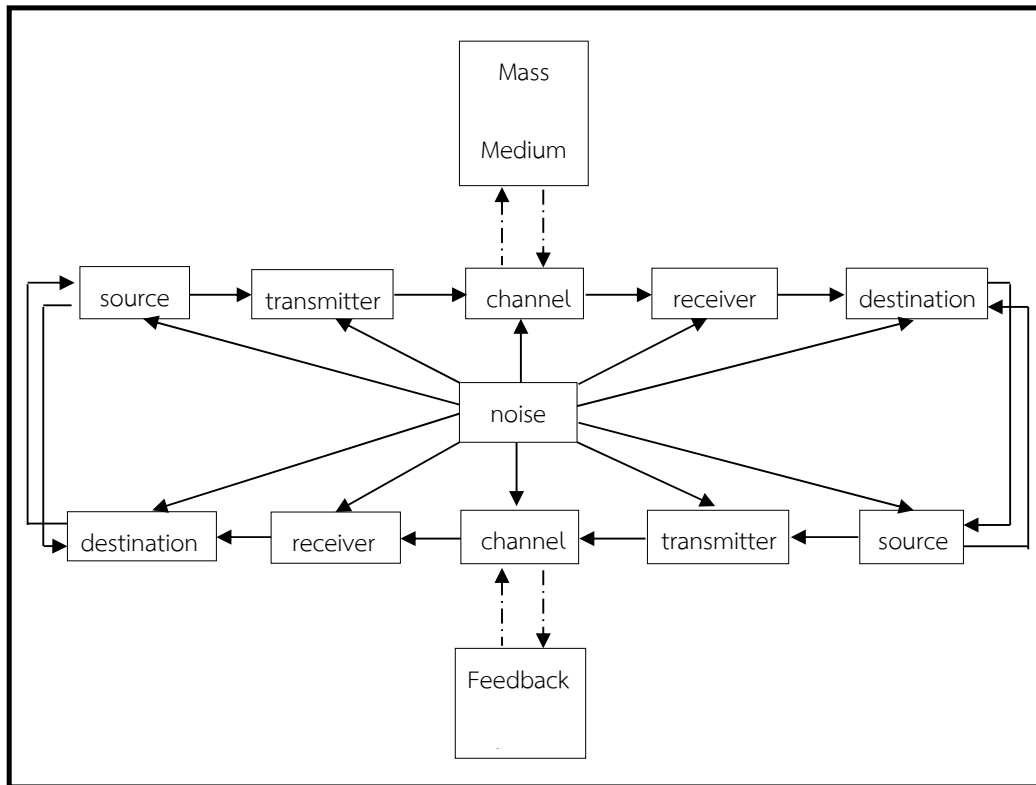 Mass
Medium
source transmitter channel receiver destination
noise
destination receiver channel transmitter source
Feedback